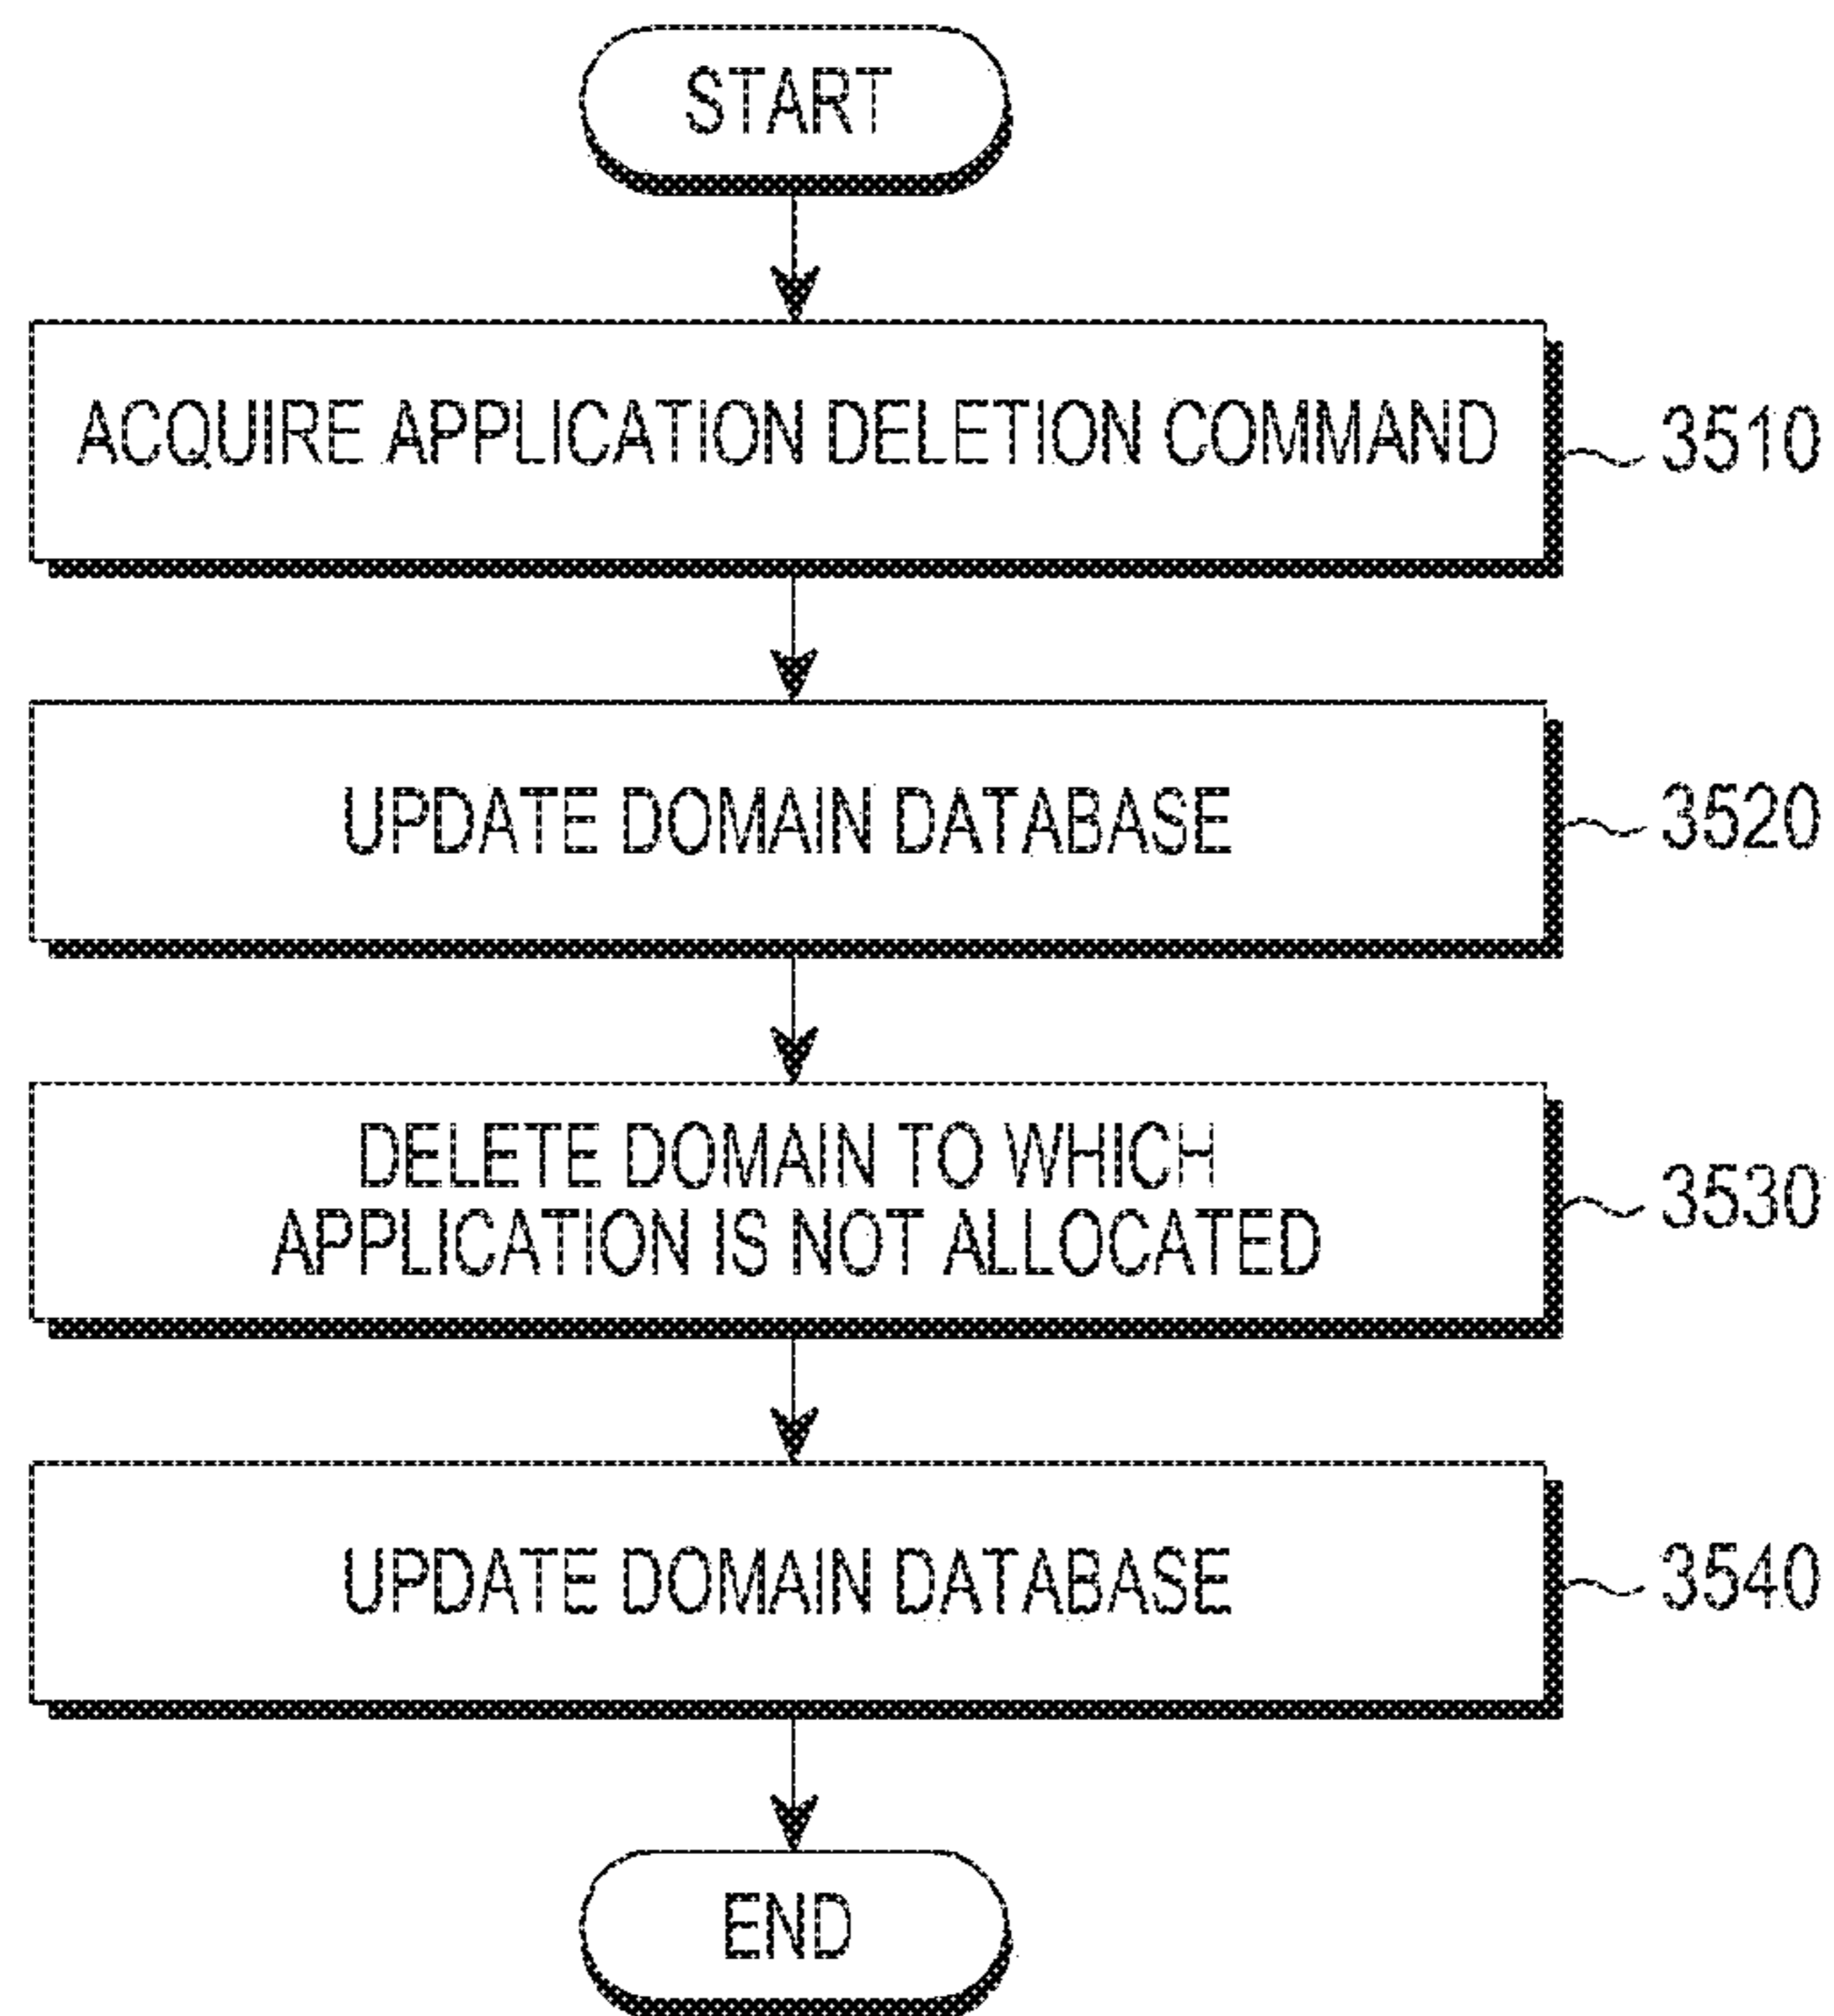 START
ACQUIRE APPLICATION DELETION COMMAND
3510
UPDATE DOMAIN DATABASE
3520
DELETE DOMAIN TO WHICH
APPLICATION IS NOT ALLOCATED
3530
UPDATE DOMAIN DATABASE
3540
END